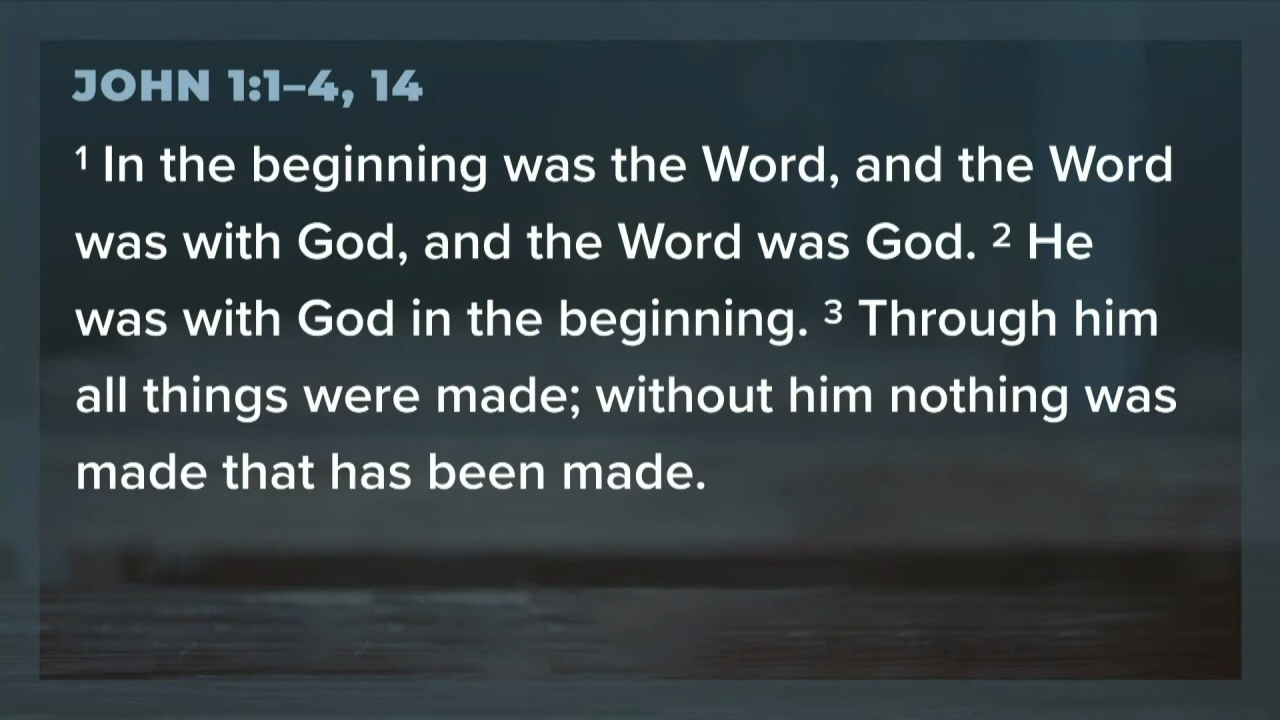 JOHN 1:1–4, 14
¹ In the beginning was the Word, and the Word
was with God, and the Word was God. ² He
was with God in the beginning. ³ Through him
all things were made; without him nothing was
made that has been made.